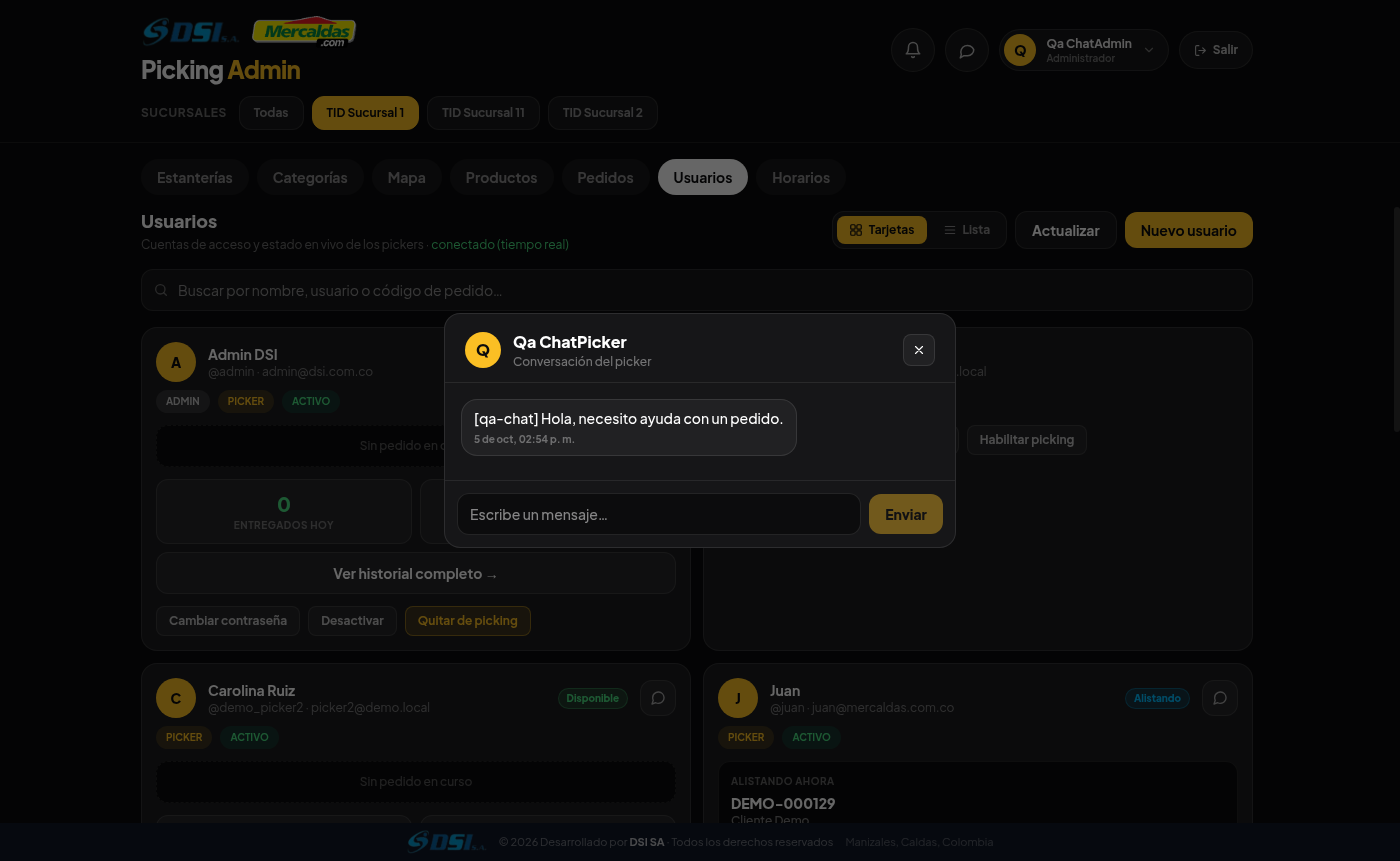 DSI S.A.
Mercaldas
.com
Picking Admin
Q
Qa ChatAdmin
Administrador
Salir
SUCURSALES
Todas
TID Sucursal 1
TID Sucursal 11
TID Sucursal 2
Estanterías
Categorías
Mapa
Productos
Pedidos
Usuarios
Horarios
Usuarios
Cuentas de acceso y estado en vivo de los pickers · conectado (tiempo real)
Tarjetas
Lista
Actualizar
Nuevo usuario
Buscar por nombre, usuario o código de pedido…
A
Admin DSI
@admin · admin@dsi.com.co
ADMIN
PICKER
ACTIVO
Sin pedido en c
0
ENTREGADOS HOY
Ver historial completo →
Cambiar contraseña
Desactivar
Quitar de picking
.local
Habilitar picking
Q
Qa ChatPicker
Conversación del picker
[qa-chat] Hola, necesito ayuda con un pedido.
5 de oct, 02:54 p. m.
Escribe un mensaje…
Enviar
C
Carolina Ruiz
@demo_picker2 · picker2@demo.local
Disponible
PICKER
ACTIVO
Sin pedido en curso
J
Juan
@juan · juan@mercaldas.com.co
Alistando
PICKER
ACTIVO
ALISTANDO AHORA
DEMO-000129
Cliente Demo
DSI S.A.
© 2026 Desarrollado por DSI SA · Todos los derechos reservados
Manizales, Caldas, Colombia